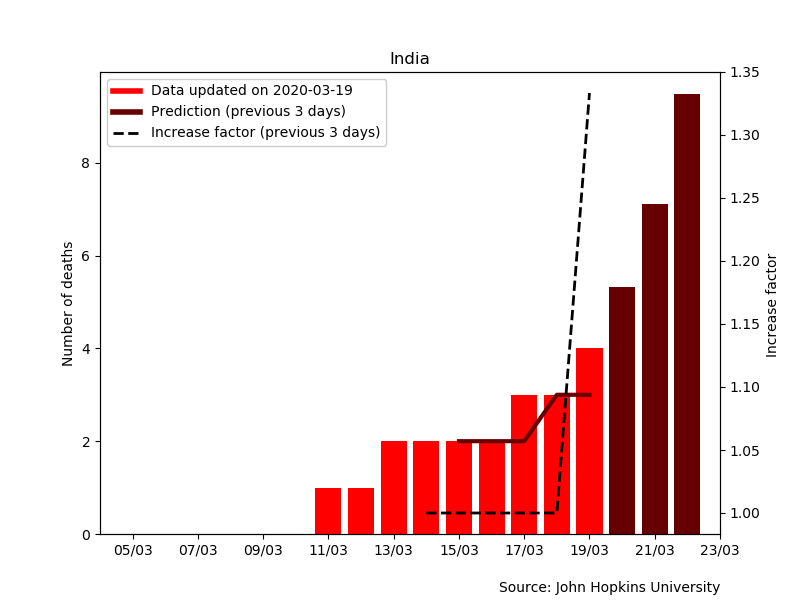 India
Data updated on 2020-03-19
Prediction (previous 3 days)
Increase factor (previous 3 days)
Number of deaths
8
6
4
2
0
1.35
1.30
1.25
1.20
1.15
1.10
1.05
1.00
Increase factor
05/03 07/03 09/03 11/03 13/03 15/03 17/03 19/03 21/03 23/03
Source: John Hopkins University